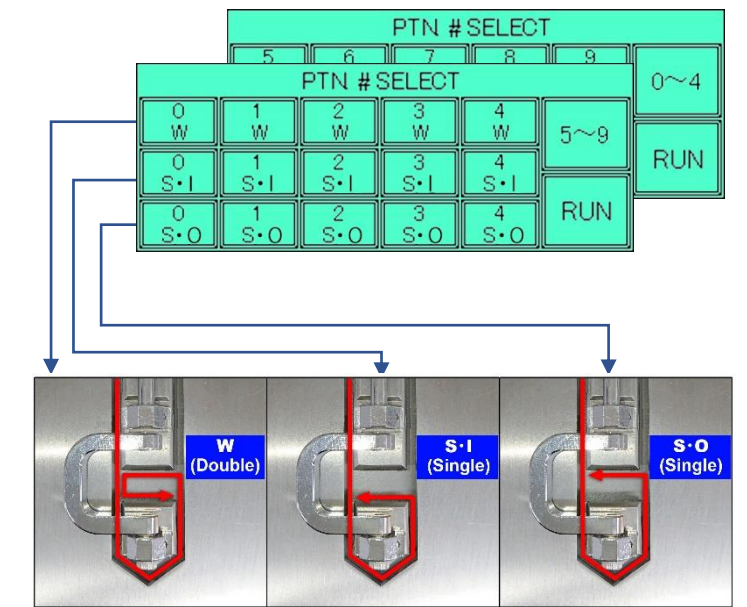 PTN. # SELECT
5 6 7 8 9
0～4
RUN
PTN. # SELECT
0 W 1 W 2 W 3 W 4 W
5～9
0 S・I 1 S・I 2 S・I 3 S・I 4 S・I
RUN
0 S・O 1 S・O 2 S・O 3 S・O 4 S・O
W
(Double)
S・I
(Single)
S・O
(Single)